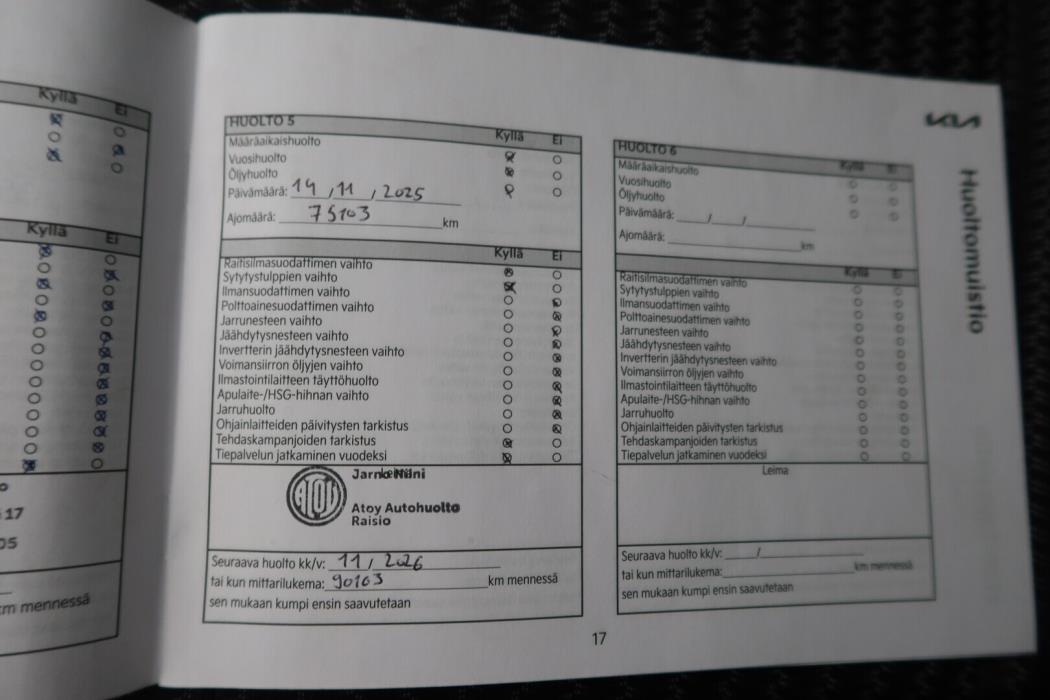 Kyllä Ei
Kyllä Ei
17
05
km mennessä
HUOLTO 5
Kyllä Ei
Määräaikaishuolto
Vuosihuolto
Öljyhuolto
Päivämäärä: 14 / 11 / 2025
Ajomäärä: 75103 km
Kyllä Ei
Raitisilmasuodattimen vaihto
Sytytystulppien vaihto
Ilmansuodattimen vaihto
Polttoainesuodattimen vaihto
Jarrunesteen vaihto
Jäähdytysnesteen vaihto
Invertterin jäähdytysnesteen vaihto
Voimansiirron öljyjen vaihto
Ilmastointilaitteen täyttöhuolto
Apulaite-/HSG-hihnan vaihto
Jarruhuolto
Ohjainlaitteiden päivitysten tarkistus
Tehdaskampanjoiden tarkistus
Tiepalvelun jatkaminen vuodeksi
ATOY
Atoy Autohuolto
Raisio
Seuraava huolto kk/v: 11 / 2026
tai kun mittarilukema: 90103 km mennessä
sen mukaan kumpi ensin saavutetaan
HUOLTO 6
Kyllä Ei
Määräaikaishuolto
Vuosihuolto
Öljyhuolto
Päivämäärä: / /
Ajomäärä: km
Kyllä Ei
Raitisilmasuodattimen vaihto
Sytytystulppien vaihto
Ilmansuodattimen vaihto
Polttoainesuodattimen vaihto
Jarrunesteen vaihto
Jäähdytysnesteen vaihto
Invertterin jäähdytysnesteen vaihto
Voimansiirron öljyjen vaihto
Ilmastointilaitteen täyttöhuolto
Apulaite-/HSG-hihnan vaihto
Jarruhuolto
Ohjainlaitteiden päivitysten tarkistus
Tehdaskampanjoiden tarkistus
Tiepalvelun jatkaminen vuodeksi
Leima
Seuraava huolto kk/v: /
tai kun mittarilukema: km mennessä
sen mukaan kumpi ensin saavutetaan
KIA
Huoltomuistio
17